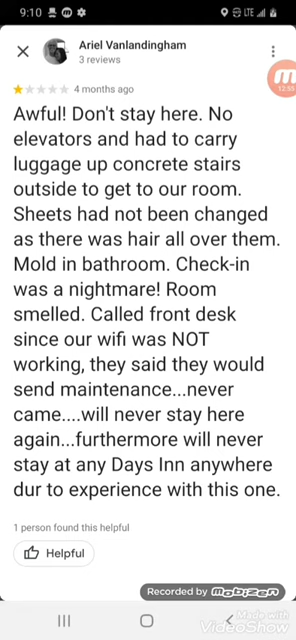 9:10 LTE
Ariel Vanlandingham
3 reviews
m
12:55
4 months ago
Awful! Don't stay here. No
elevators and had to carry
luggage up concrete stairs
outside to get to our room.
Sheets had not been changed
as there was hair all over them.
Mold in bathroom. Check-in
was a nightmare! Room
smelled. Called front desk
since our wifi was NOT
working, they said they would
send maintenance...never
came....will never stay here
again...furthermore will never
stay at any Days Inn anywhere
dur to experience with this one.
1 person found this helpful
Helpful
Recorded by mobizen
Made with
VideoShow